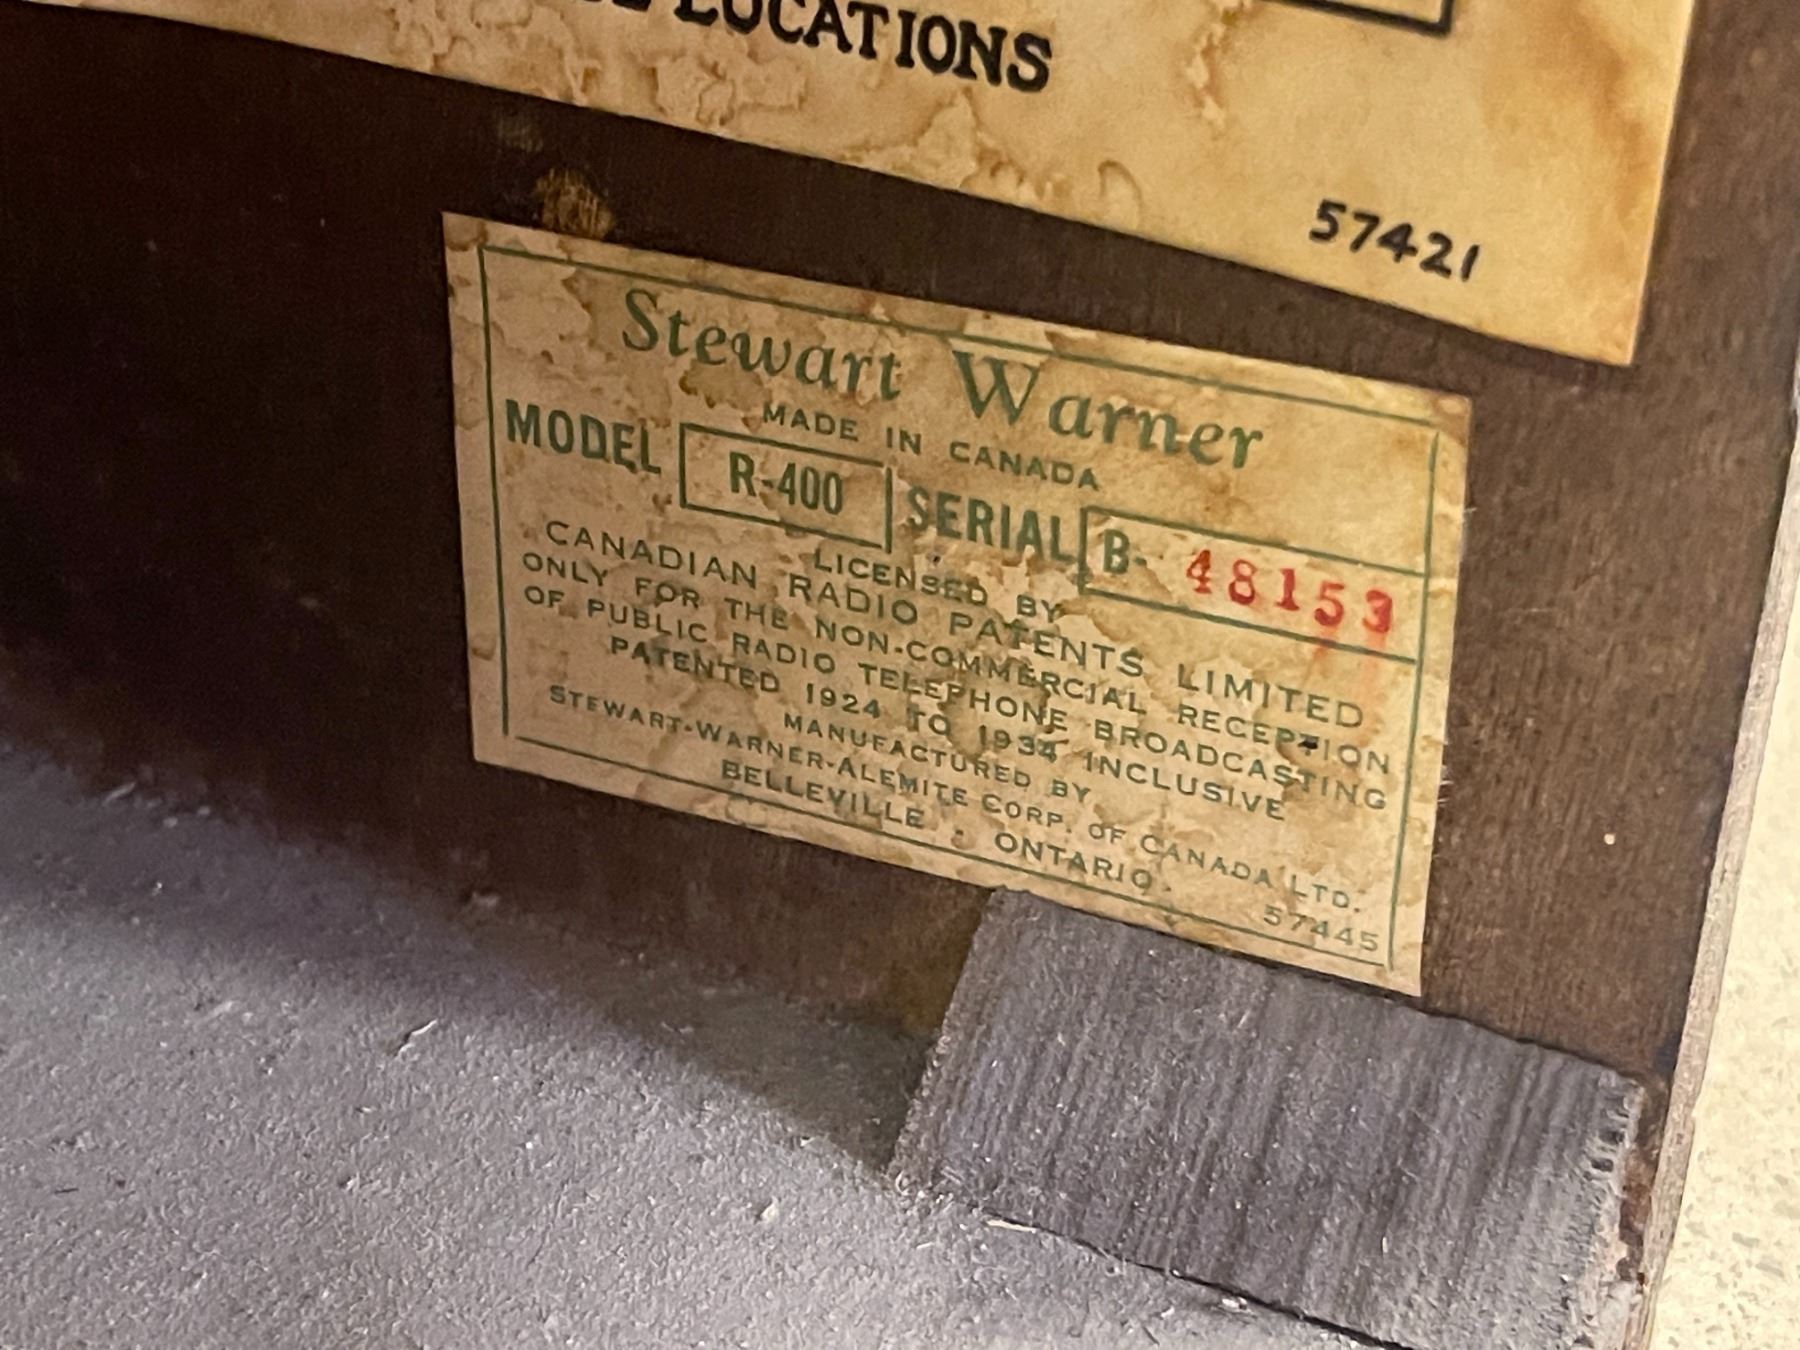 LOCATIONS
57421
Stewart Warner
MADE IN CANADA
MODEL R-400 SERIAL B- 48153
LICENSED BY
CANADIAN RADIO PATENTS LIMITED
ONLY FOR THE NON-COMMERCIAL RECEPTION
OF PUBLIC RADIO TELEPHONE BROADCASTING
PATENTED 1924 TO 1934 INCLUSIVE
MANUFACTURED BY
STEWART-WARNER-ALEMITE CORP. OF CANADA LTD.
BELLEVILLE - ONTARIO.
57445